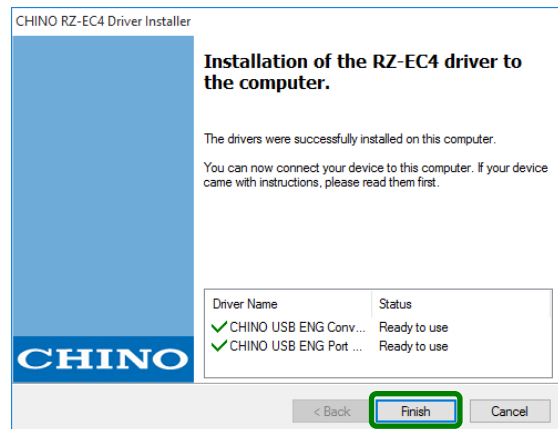 CHINO RZ-EC4 Driver Installer
Installation of the RZ-EC4 driver to
the computer.
The drivers were successfully installed on this computer.
You can now connect your device to this computer. If your device
came with instructions, please read them first.
Driver Name Status
CHINO USB ENG Conv... Ready to use
CHINO USB ENG Port ... Ready to use
CHINO
< Back Finish Cancel